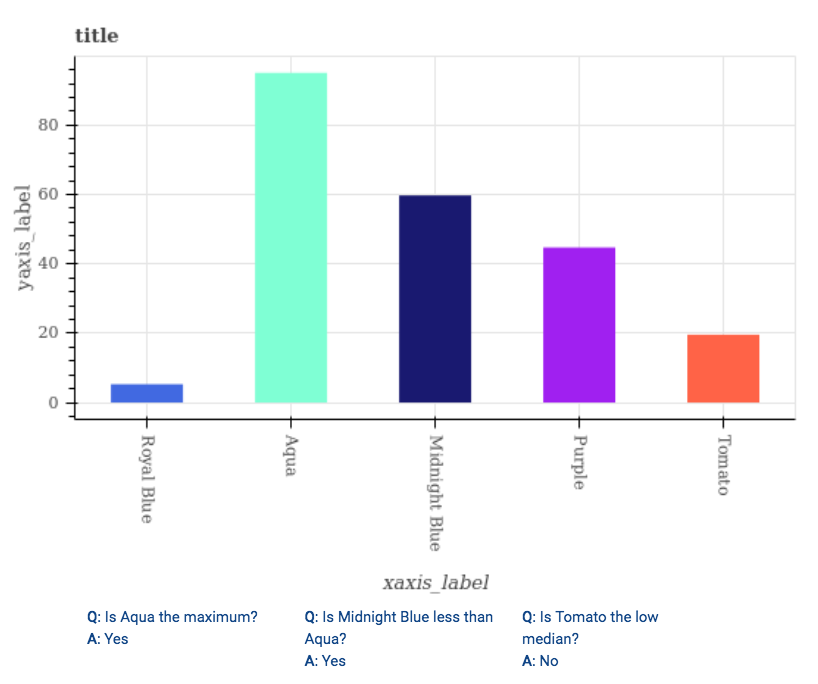 title
80
60
40
20
0
yaxis_label
Royal Blue
Aqua
Midnight Blue
Purple
Tomato
xaxis_label
Q: Is Aqua the maximum?
A: Yes
Q: Is Midnight Blue less than
Aqua?
A: Yes
Q: Is Tomato the low
median?
A: No